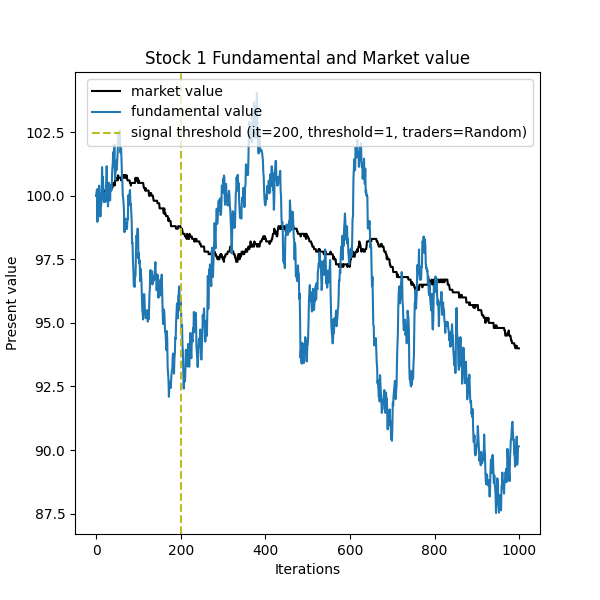 Stock 1 Fundamental and Market value
market value
fundamental value
signal threshold (it=200, threshold=1, traders=Random)
102.5
100.0
97.5
95.0
92.5
90.0
87.5
Present value
0 200 400 600 800 1000
Iterations